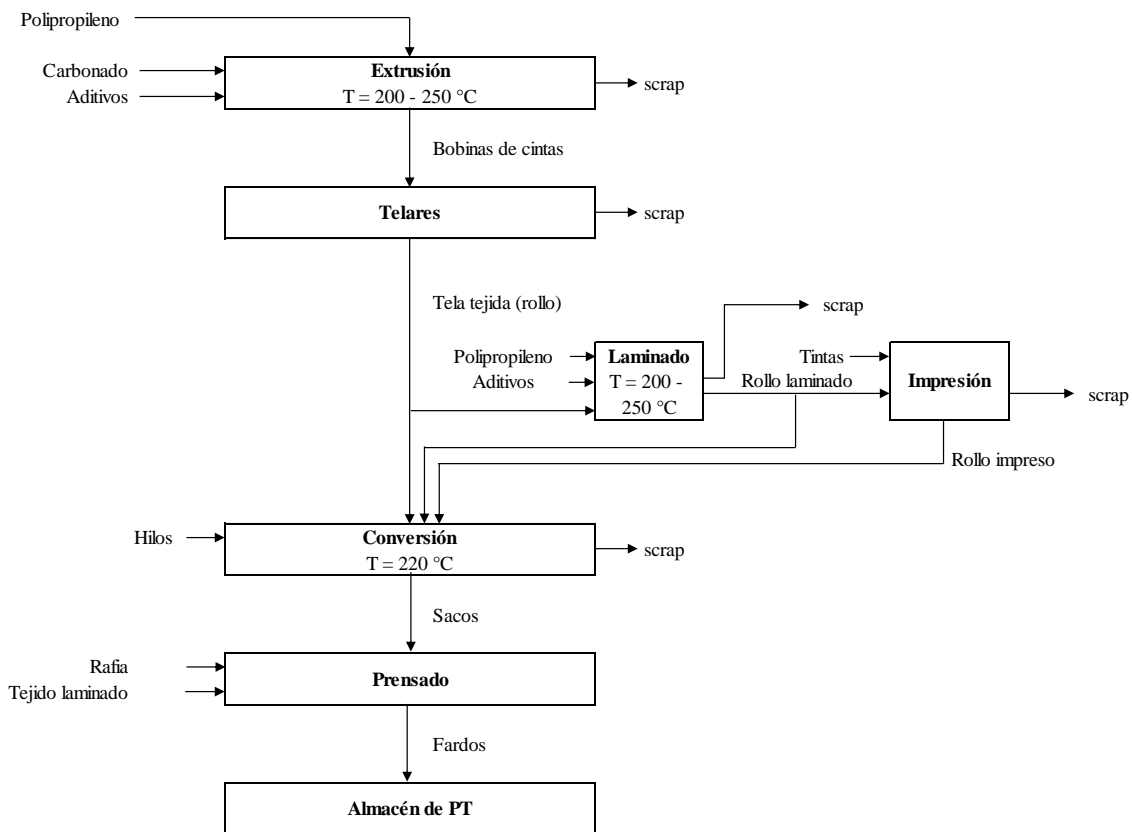 Polipropileno
Carbonado
Aditivos
Extrusión
T = 200 - 250 °C
scrap
Bobinas de cintas
Telares
scrap
Tela tejida (rollo)
scrap
Polipropileno
Aditivos
Laminado
T = 200 -
250 °C
Rollo laminado
Tintas
Impresión
scrap
Rollo impreso
Hilos
Conversión
T = 220 °C
scrap
Sacos
Rafia
Tejido laminado
Prensado
Fardos
Almacén de PT